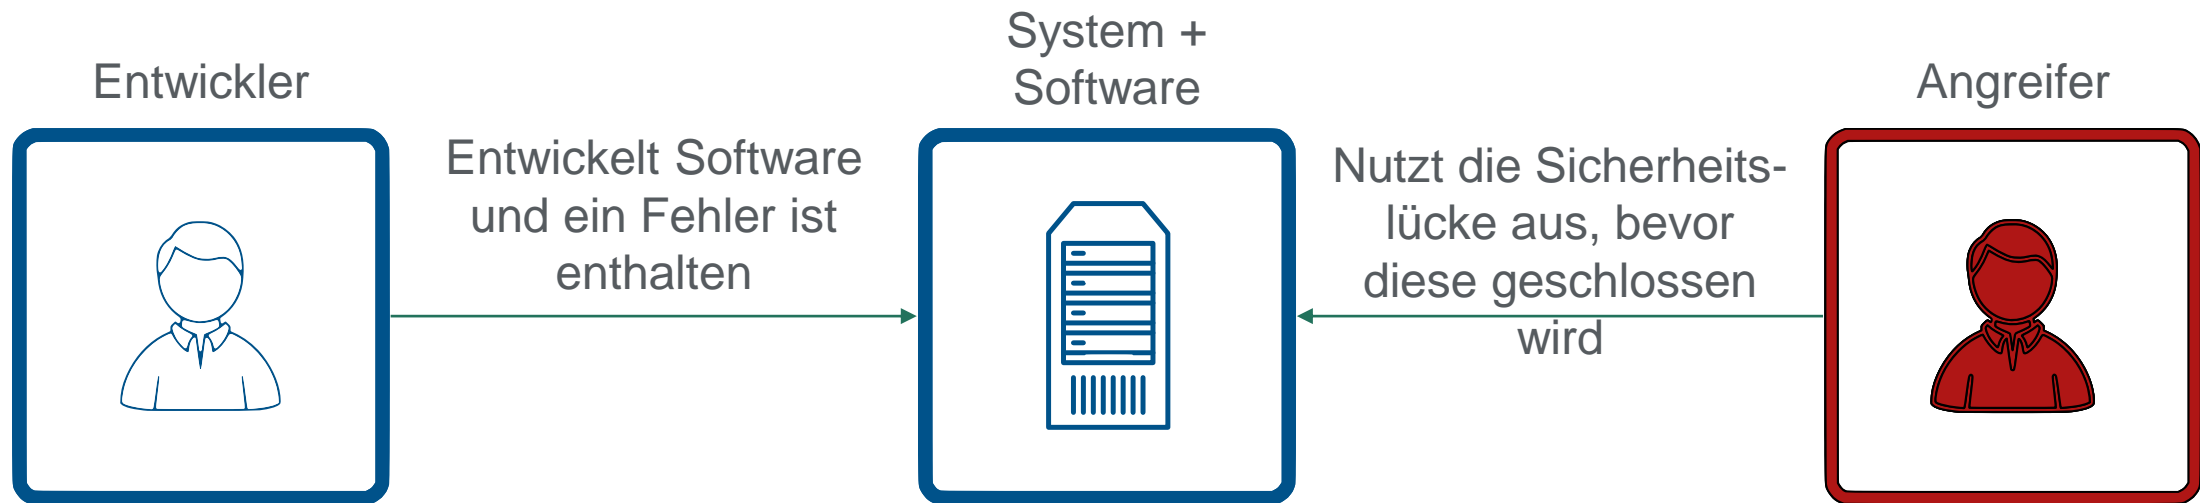 Entwickler
Entwickelt Software
und ein Fehler ist
enthalten
System +
Software
Nutzt die Sicherheits-
lücke aus, bevor
diese geschlossen
wird
Angreifer